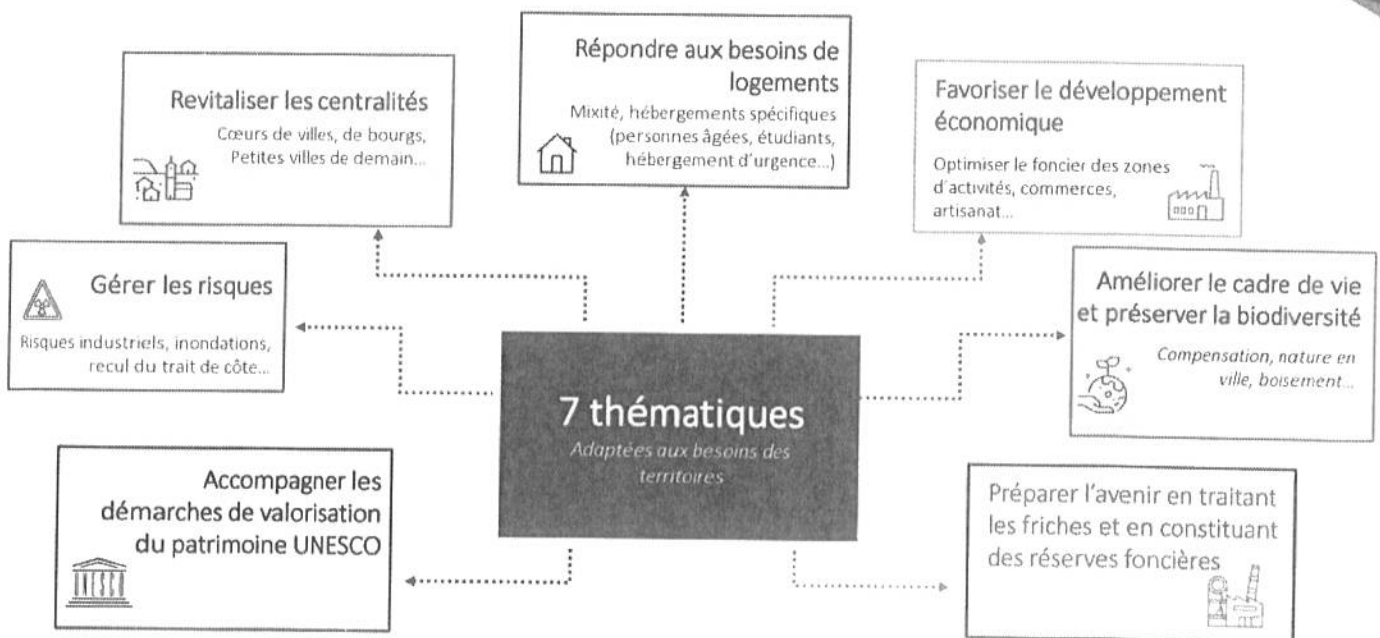 Répondre aux besoins de
logements
Mixité, hébergements spécifiques
(personnes âgées, étudiants,
hébergement d'urgence...)
Revitaliser les centralités
Cœurs de villes, de bourgs,
Petites villes de demain...
Favoriser le développement
économique
Optimiser le foncier des zones
d'activités, commerces,
artisanat...
Gérer les risques
Risques industriels, inondations,
recul du trait de côte...
Améliorer le cadre de vie
et préserver la biodiversité
Compensation, nature en
ville, boisement...
7 thématiques
Adaptées aux besoins des
territoires
Accompagner les
démarches de valorisation
du patrimoine UNESCO
Préparer l'avenir en traitant
les friches et en constituant
des réserves foncières